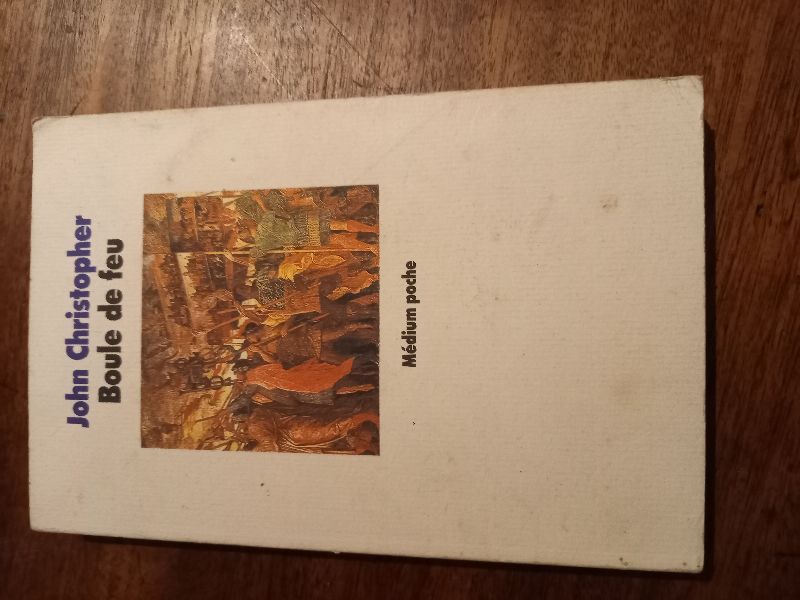 John Christopher
Boule de feu
Médium poche